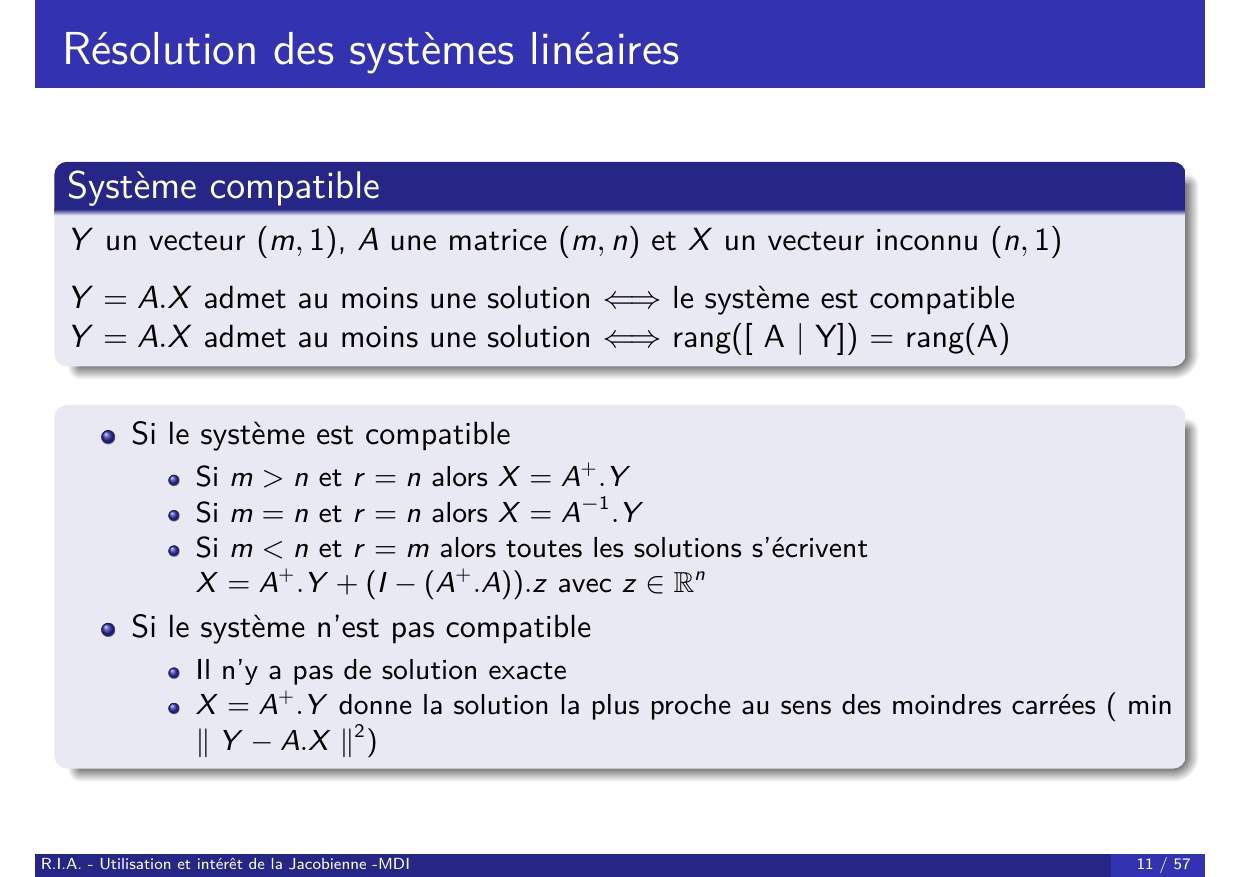 Résolution des systèmes linéaires
Système compatible
Y un vecteur (m, 1), A une matrice (m, n) et X un vecteur inconnu (n, 1)
Y = A.X admet au moins une solution ⟺ le système est compatible
Y = A.X admet au moins une solution ⟺ rang([ A | Y]) = rang(A)
Si le système est compatible
Si m > n et r = n alors X = A⁺.Y
Si m = n et r = n alors X = A⁻¹.Y
Si m < n et r = m alors toutes les solutions s'écrivent
X = A⁺.Y + (I − (A⁺.A)).z avec z ∈ ℝⁿ
Si le système n'est pas compatible
Il n'y a pas de solution exacte
X = A⁺.Y donne la solution la plus proche au sens des moindres carrées ( min
‖ Y − A.X ‖²)
R.I.A. - Utilisation et intérêt de la Jacobienne -MDI
11 / 57